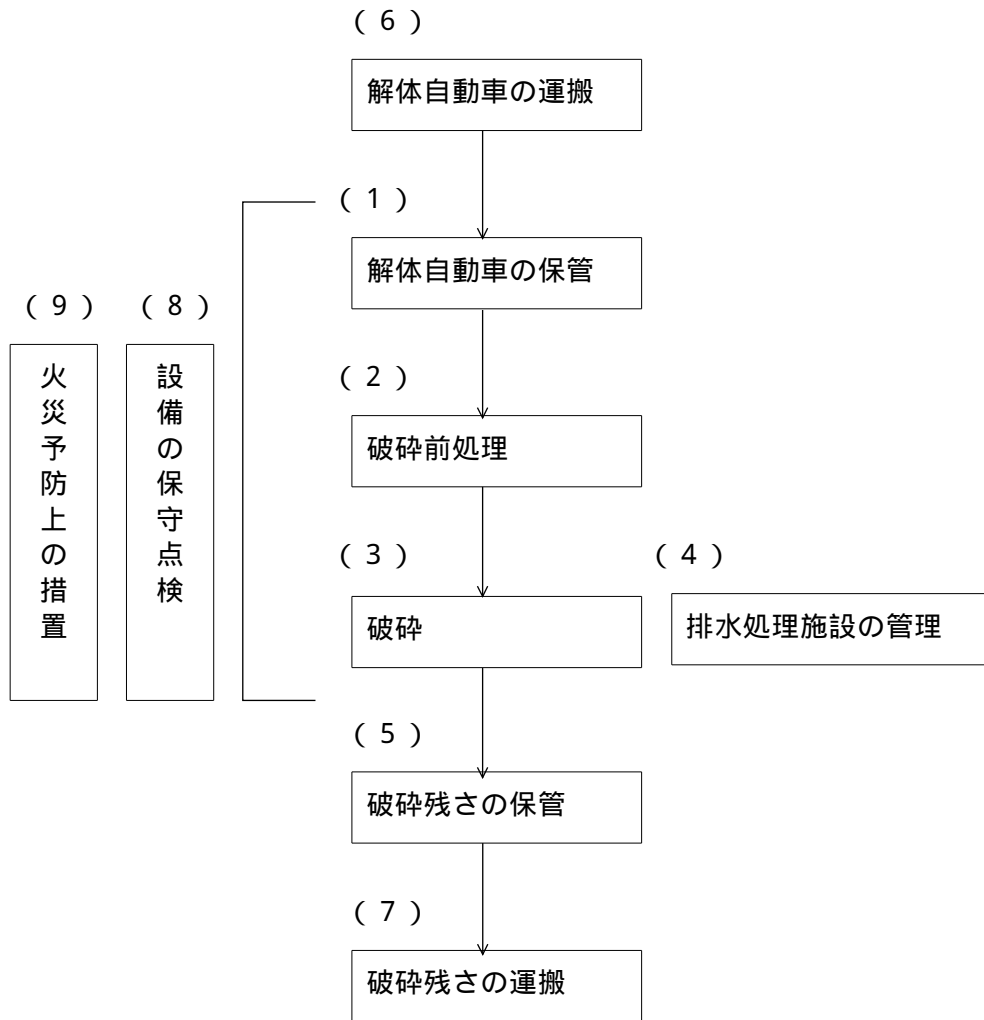 （６）
解体自動車の運搬
（１）
解体自動車の保管
（９）
火災予防上の措置
（８）
設備の保守点検
（２）
破砕前処理
（３）
破砕
（４）
排水処理施設の管理
（５）
破砕残さの保管
（７）
破砕残さの運搬